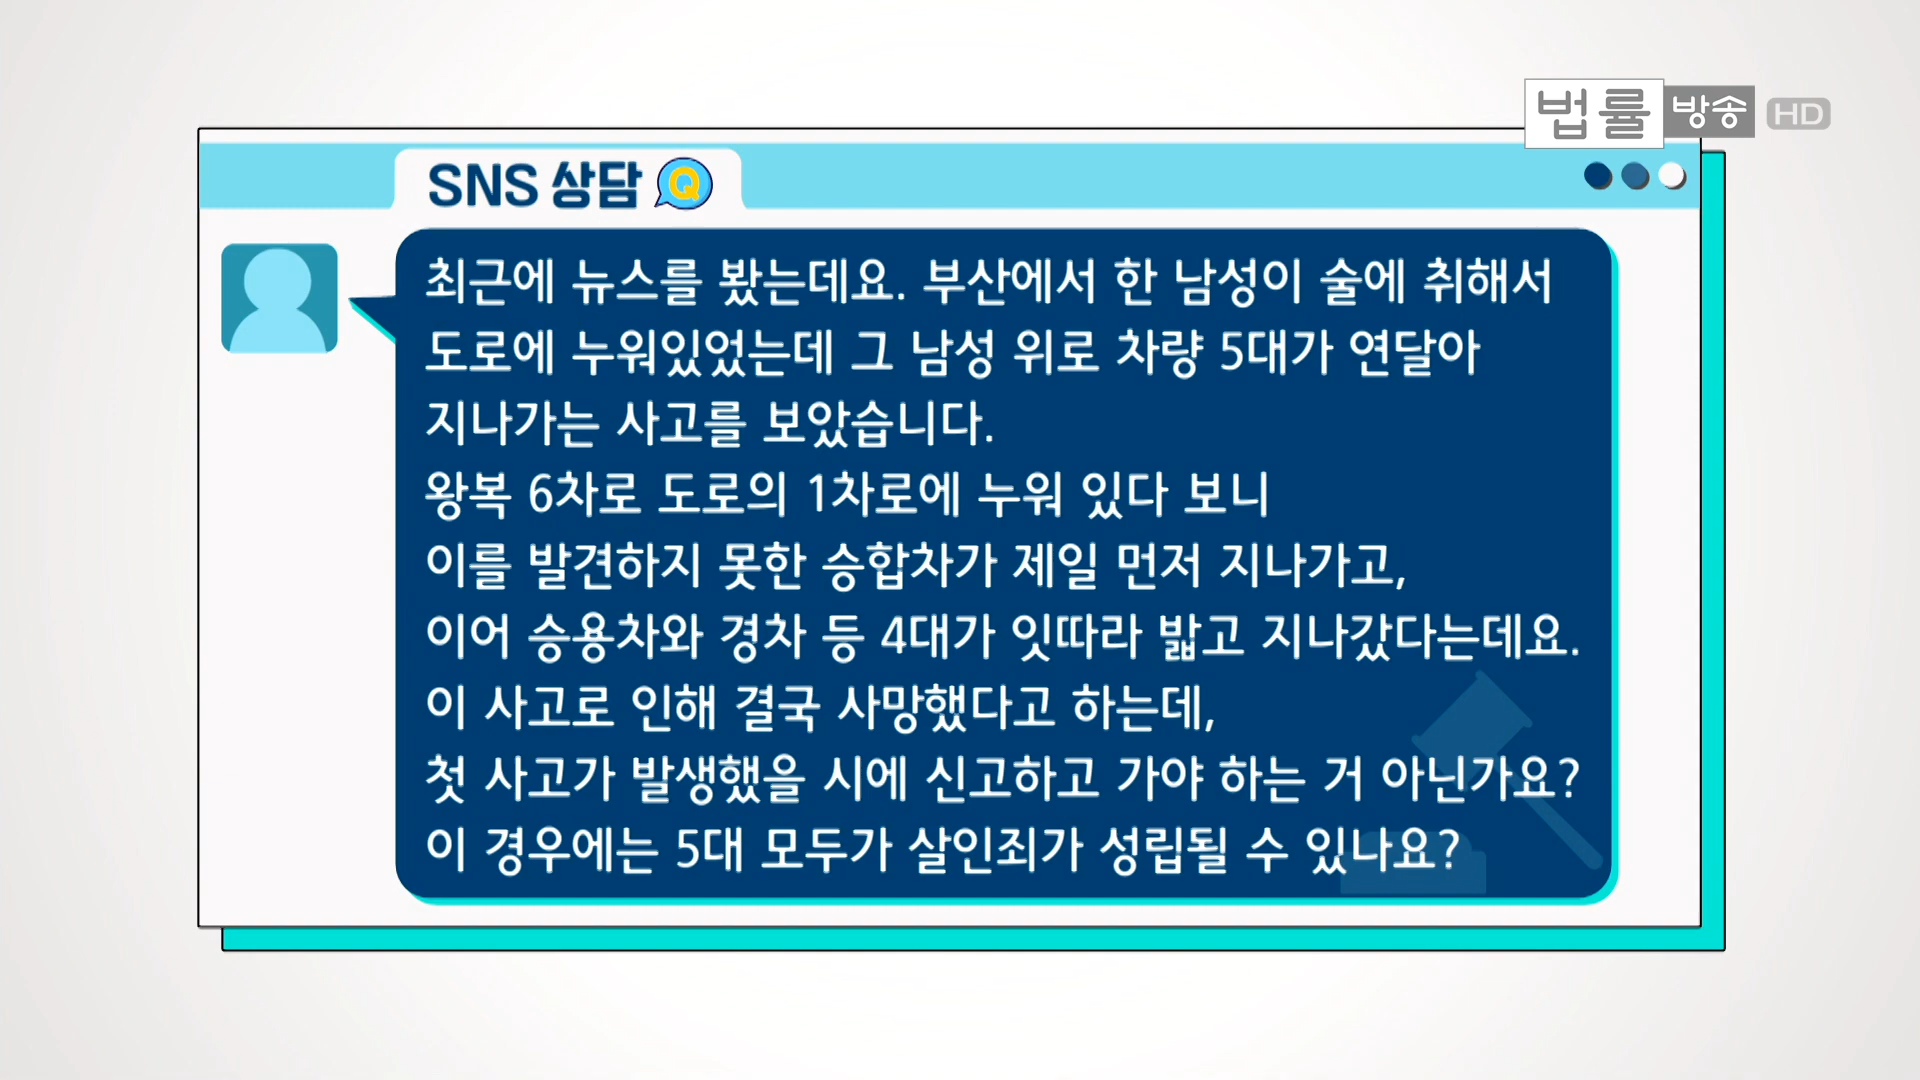 법률방송 HD
SNS 상담 Q
최근에 뉴스를 봤는데요. 부산에서 한 남성이 술에 취해서
도로에 누워있었는데 그 남성 위로 차량 5대가 연달아
지나가는 사고를 보았습니다.
왕복 6차로 도로의 1차로에 누워 있다 보니
이를 발견하지 못한 승합차가 제일 먼저 지나가고,
이어 승용차와 경차 등 4대가 잇따라 밟고 지나갔다는데요.
이 사고로 인해 결국 사망했다고 하는데,
첫 사고가 발생했을 시에 신고하고 가야 하는 거 아닌가요?
이 경우에는 5대 모두가 살인죄가 성립될 수 있나요?